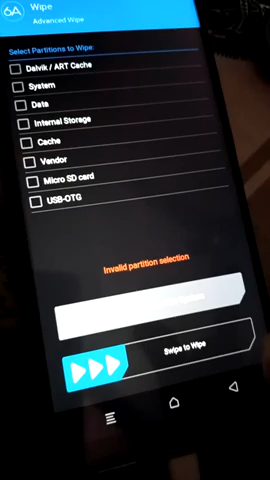 6A
Wipe
Advanced Wipe
Select Partitions to Wipe:
Dalvik / ART Cache
System
Data
Internal Storage
Cache
Vendor
Micro SD card
USB-OTG
Invalid partition selection
Swipe to Wipe